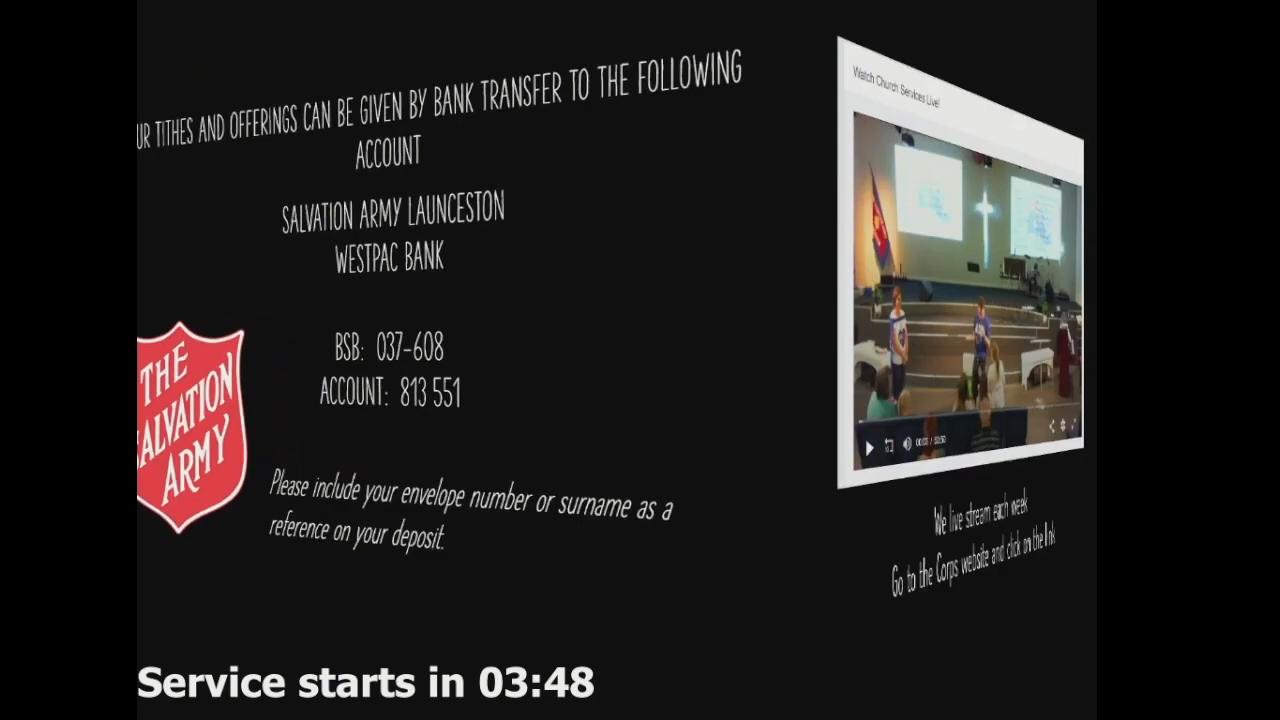 UR TITHES AND OFFERINGS CAN BE GIVEN BY BANK TRANSFER TO THE FOLLOWING
ACCOUNT
SALVATION ARMY LAUNCESTON
WESTPAC BANK
BSB: 037-608
ACCOUNT: 813 551
THE
SALVATION
ARMY
Please include your envelope number or surname as a
reference on your deposit.
Watch Church Services Live!
We live stream each week
Go to the Corps website and click on the link
Service starts in 03:48